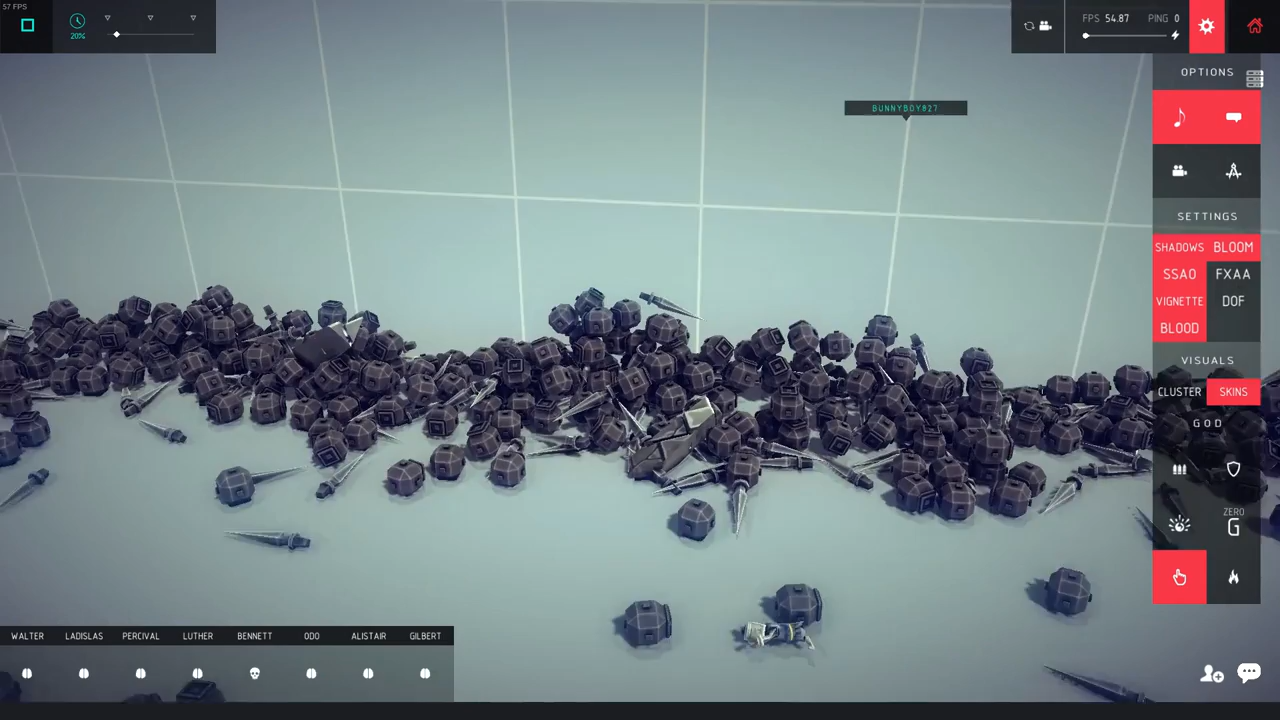 57 FPS
20%
FPS 54.87 PING 0
OPTIONS
BUNNYBOY827
SETTINGS
SHADOWS BLOOM
SSAO FXAA
VIGNETTE DOF
BLOOD
VISUALS
CLUSTER SKINS
GOD
ZERO
G
WALTER LADISLAS PERCIVAL LUTHER BENNETT ODO ALISTAIR GILBERT